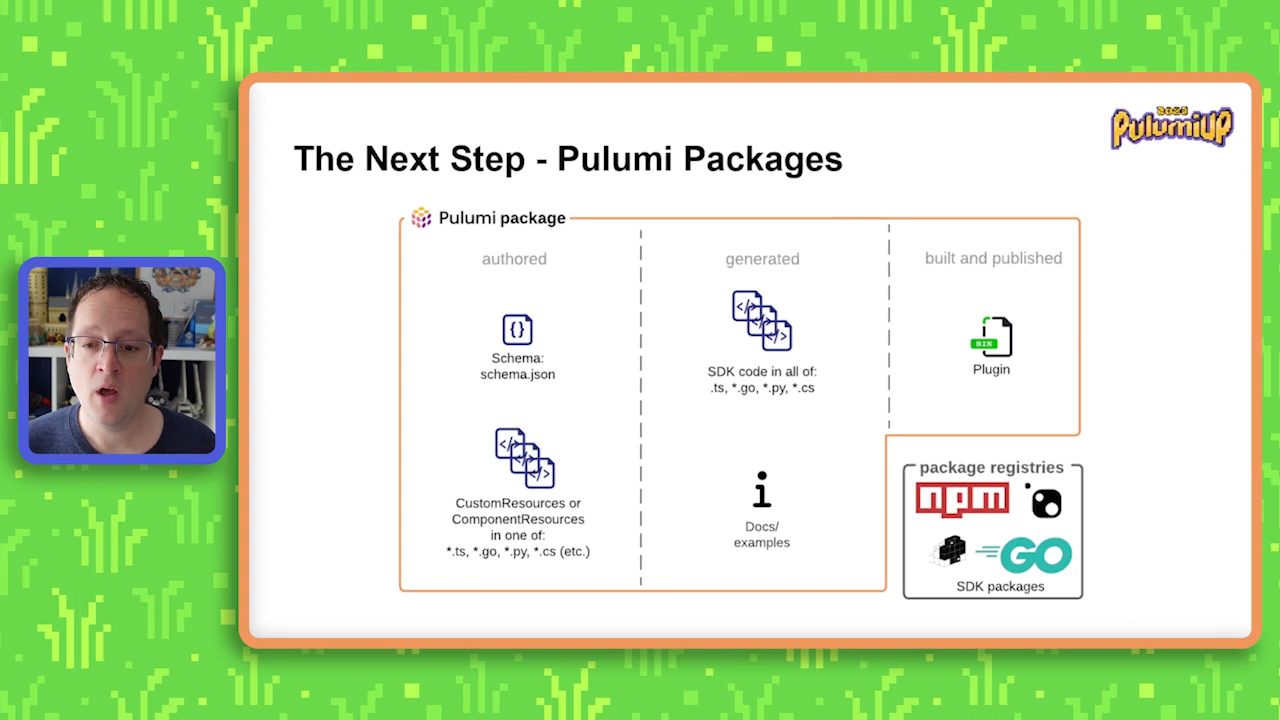 2023
PulumiUP
The Next Step - Pulumi Packages
Pulumi package
authored
generated
built and published
{}
Schema:
schema.json
</>
</>
</>
CustomResources or
ComponentResources
in one of:
*.ts, *.go, *.py, *.cs (etc.)
</>
</>
</>
SDK code in all of:
.ts, *.go, *.py, *.cs
i
Docs/
examples
BIN
Plugin
package registries
npm
GO
SDK packages